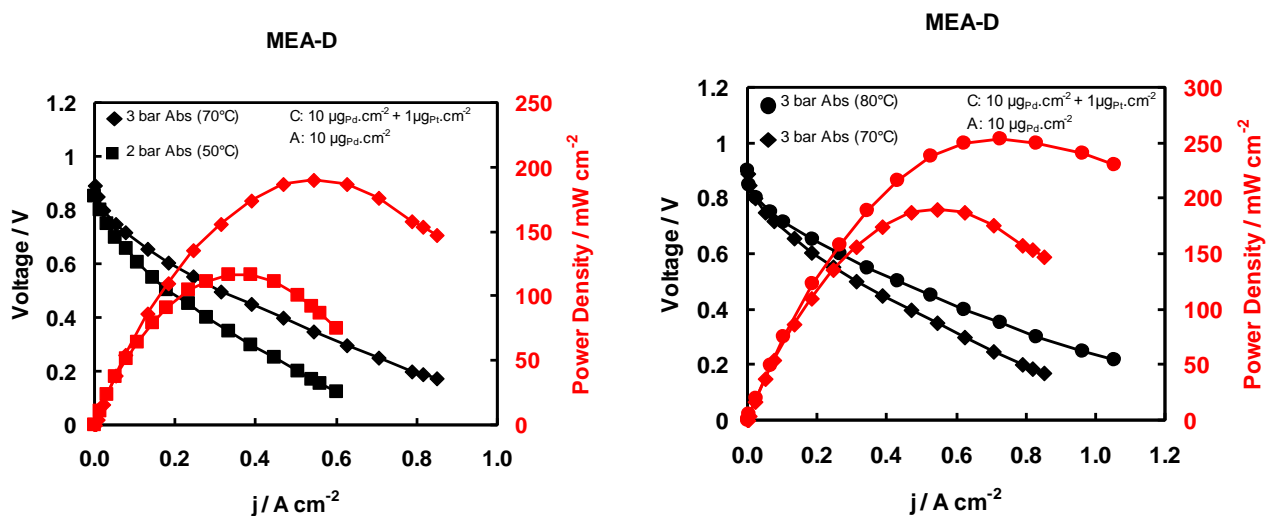 MEA-D
1.2
1
0.8
0.6
0.4
0.2
0
Voltage / V
3 bar Abs (70°C)
2 bar Abs (50°C)
C: 10 µgPd.cm-2 + 1µgPt.cm-2
A: 10 µgPd.cm-2
250
200
150
100
50
0
Power Density / mW cm-2
0.0 0.2 0.4 0.6 0.8 1.0
j / A cm-2
MEA-D
1.2
1
0.8
0.6
0.4
0.2
0
Voltage / V
3 bar Abs (80°C)
3 bar Abs (70°C)
C: 10 µgPd.cm-2 + 1µgPt.cm-2
A: 10 µgPd.cm-2
300
250
200
150
100
50
0
Power Density / mW cm-2
0.0 0.2 0.4 0.6 0.8 1.0 1.2
j / A cm-2